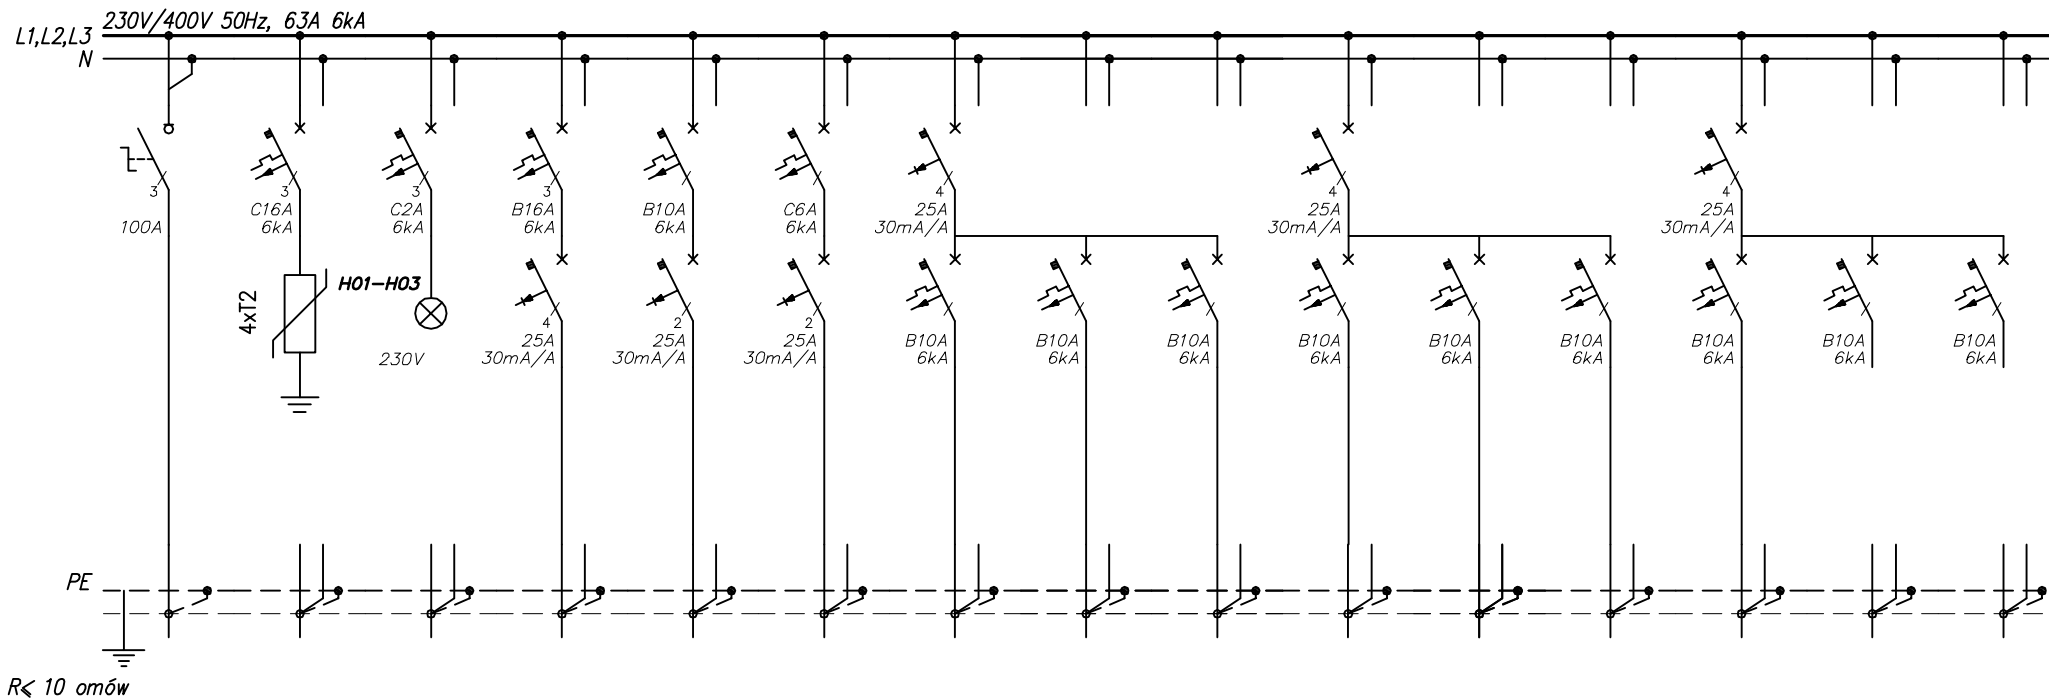 230V/400V 50Hz, 63A 6kA
L1,L2,L3
N
3 3 3 3 4 4 4
100A
C16A 6kA
C2A 6kA
B16A 6kA
B10A 6kA
C6A 6kA
25A 30mA/A
25A 30mA/A
25A 30mA/A
4xT2
H01-H03
230V
4 2 2
25A 30mA/A
25A 30mA/A
25A 30mA/A
B10A 6kA
B10A 6kA
B10A 6kA
B10A 6kA
B10A 6kA
B10A 6kA
B10A 6kA
B10A 6kA
B10A 6kA
PE
R⩽ 10 omów